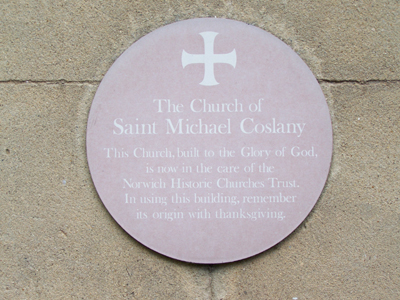 The Church of
Saint Michael Coslany
This Church, built to the Glory of God,
is now in the care of the
Norwich Historic Churches Trust.
In using this building, remember
its origin with thanksgiving.